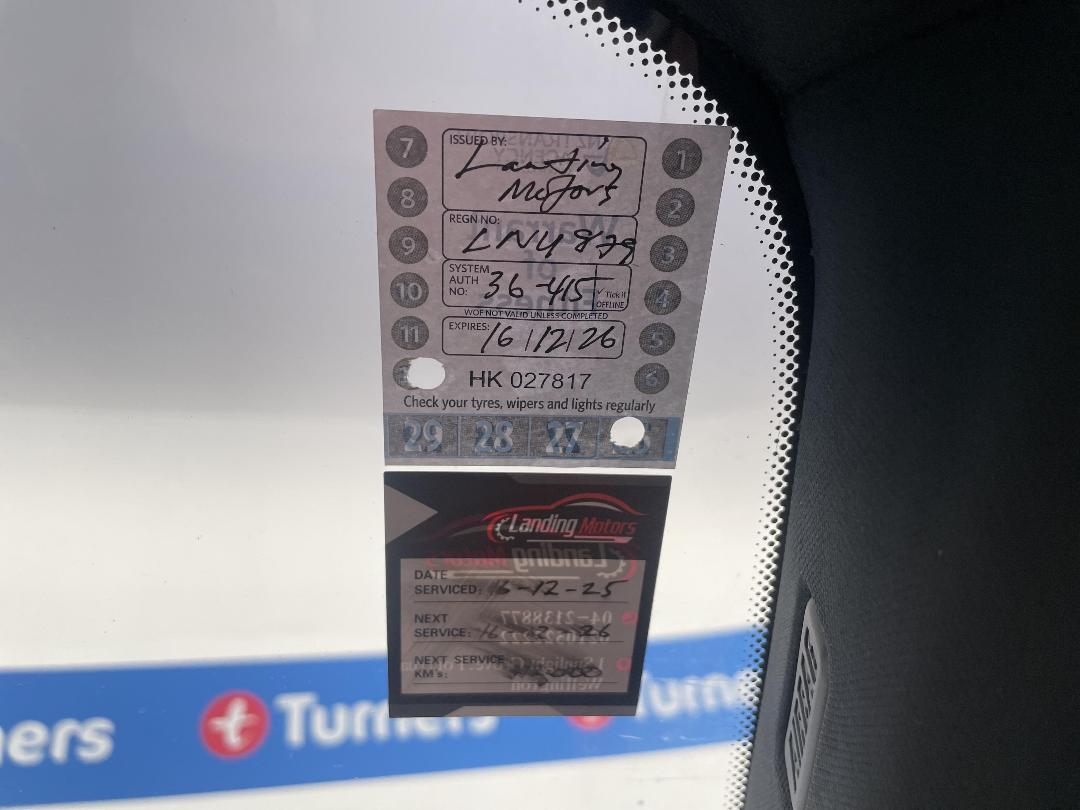 7
ISSUED BY:
Landing
Motors
1
8
2
REGN NO:
LNY879
9
3
SYSTEM
AUTH
NO:
36-415
✓ Tick if
OFFLINE
10
4
WOF NOT VALID UNLESS COMPLETED
11
EXPIRES:
16/12/26
5
HK 027817
6
Check your tyres, wipers and lights regularly
29 28 27
Landing Motors
DATE
SERVICED: 16-12-25
NEXT
SERVICE:
NEXT SERVICE
KM's:
04-2138877
Turners
AIRBAG